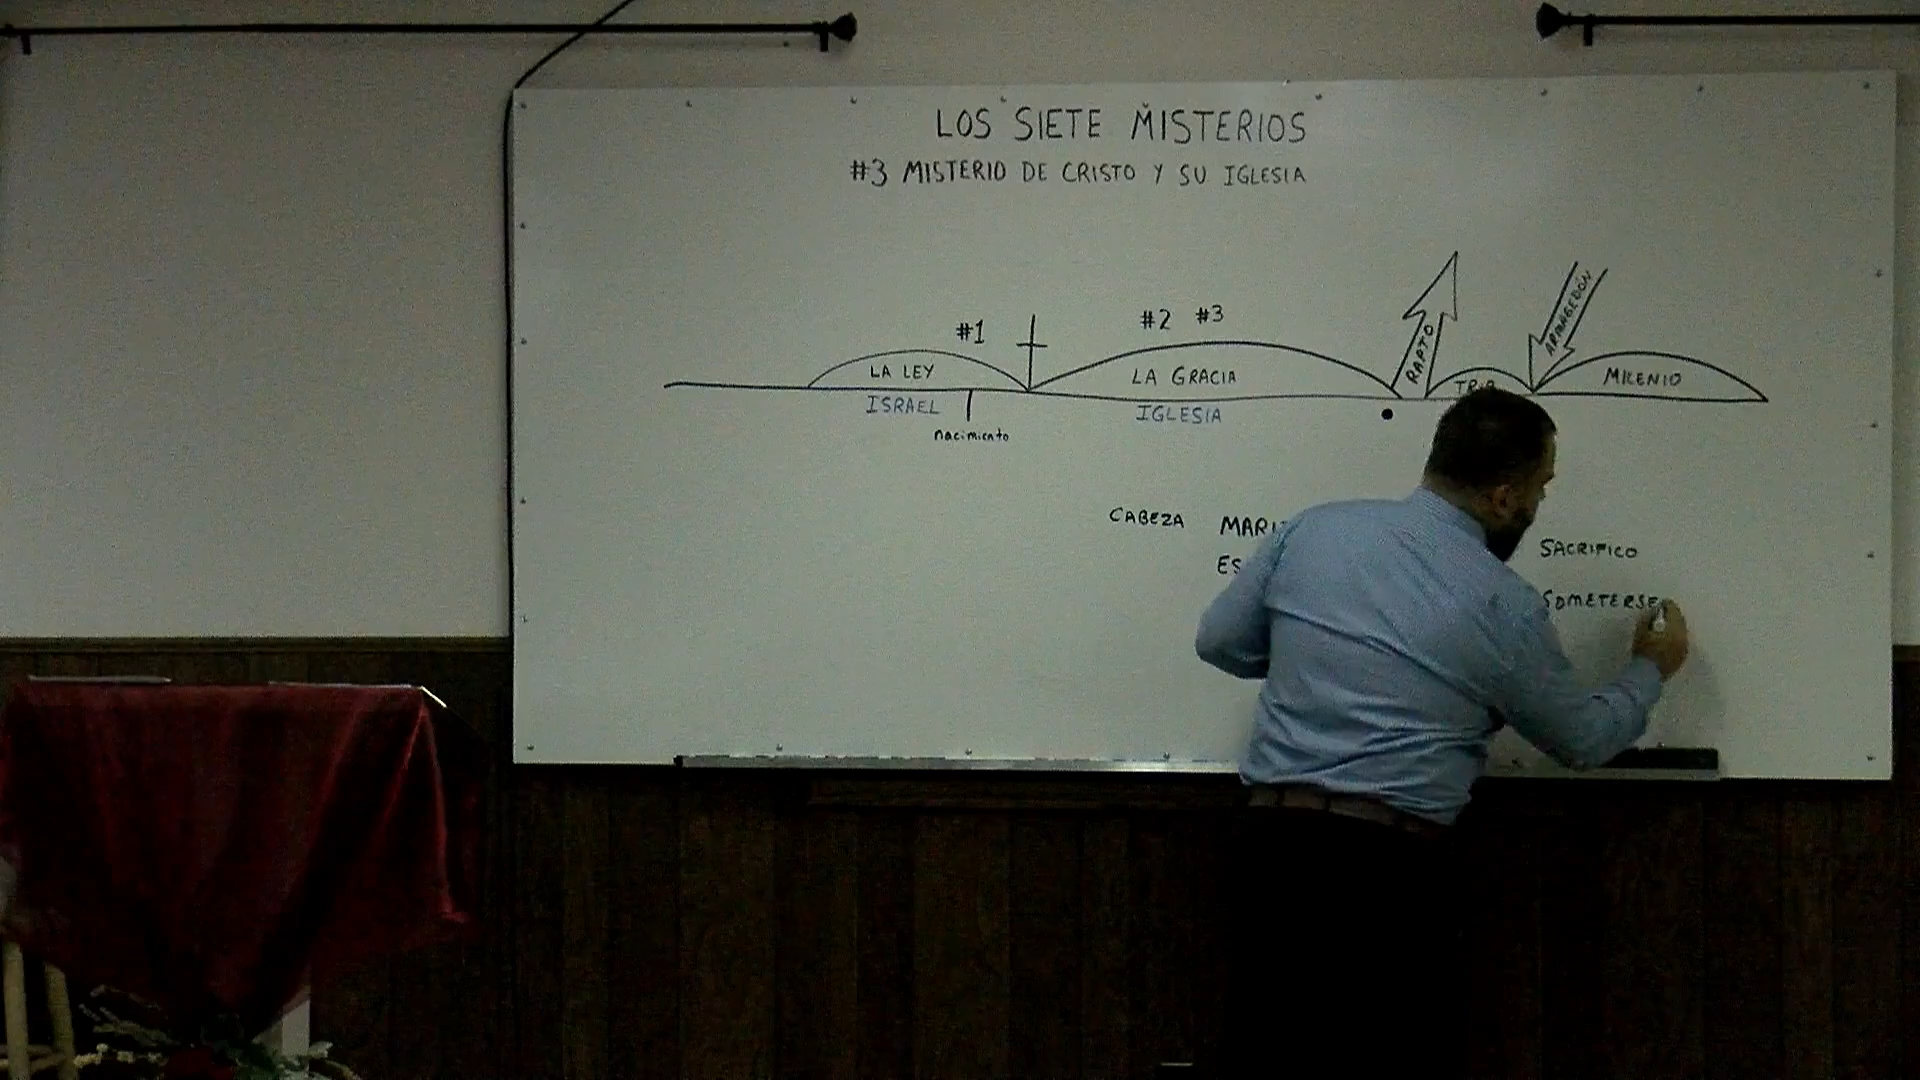 LOS SIETE MISTERIOS
#3 MISTERIO DE CRISTO Y SU IGLESIA
#1 #2 #3
LA LEY LA GRACIA RAPTO ARMAGEDÓN MILENIO
ISRAEL IGLESIA
nacimiento
CABEZA SACRIFICO
SOMETERSE